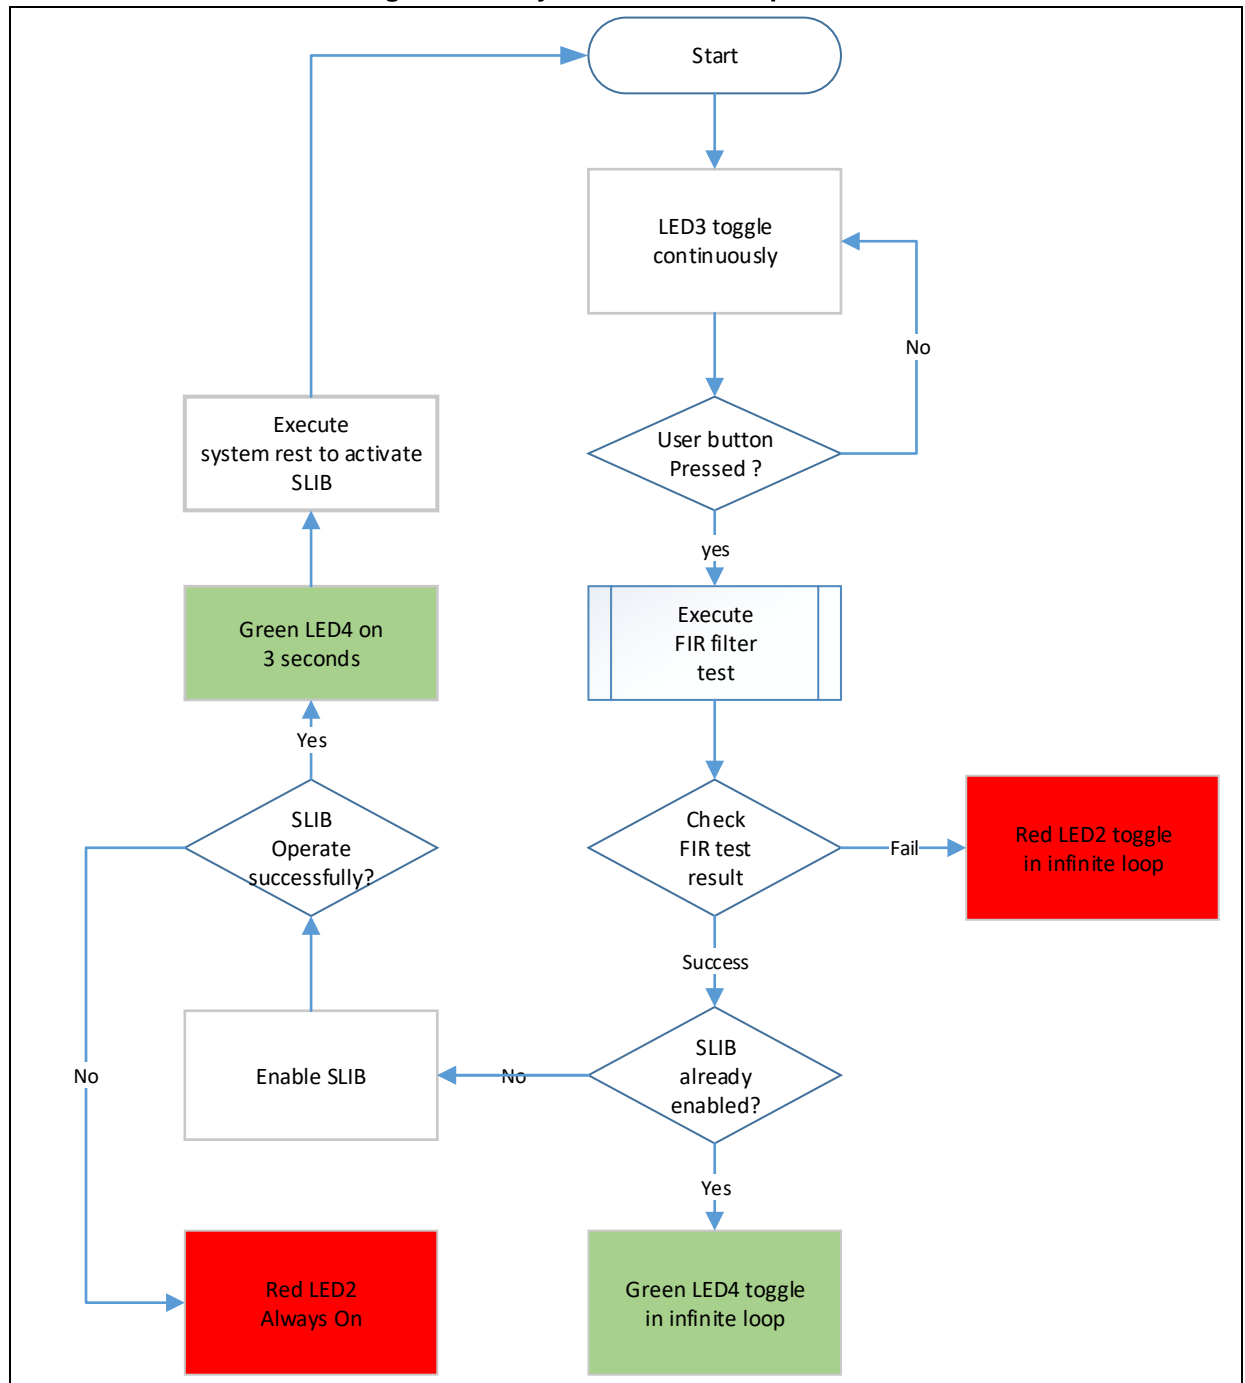 Start
LED3 toggle
continuously
No
User button
Pressed ?
yes
Execute
system rest to activate
SLIB
Green LED4 on
3 seconds
Execute
FIR filter
test
Yes
SLIB
Operate
successfully?
Check
FIR test
result
Fail
Red LED2 toggle
in infinite loop
Success
No
Enable SLIB
No
SLIB
already
enabled?
Yes
Red LED2
Always On
Green LED4 toggle
in infinite loop